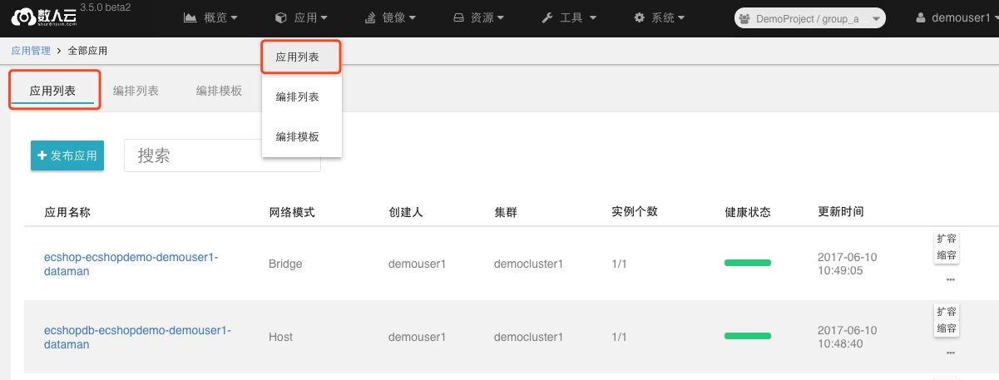 数人云
shurenyun.com
3.5.0 beta2
概览
应用
镜像
资源
工具
系统
DemoProject / group_a...
demouser1
应用管理 > 全部应用
应用列表
编排列表
编排模板
应用列表
编排列表
编排模板
+ 发布应用
搜索
应用名称
网络模式
创建人
集群
实例个数
健康状态
更新时间
ecshop-ecshopdemo-demouser1-
dataman
Bridge
demouser1
democluster1
1/1
2017-06-10
10:49:05
扩容
缩容
...
ecshopdb-ecshopdemo-demouser1-
dataman
Host
demouser1
democluster1
1/1
2017-06-10
10:48:40
扩容
缩容
...